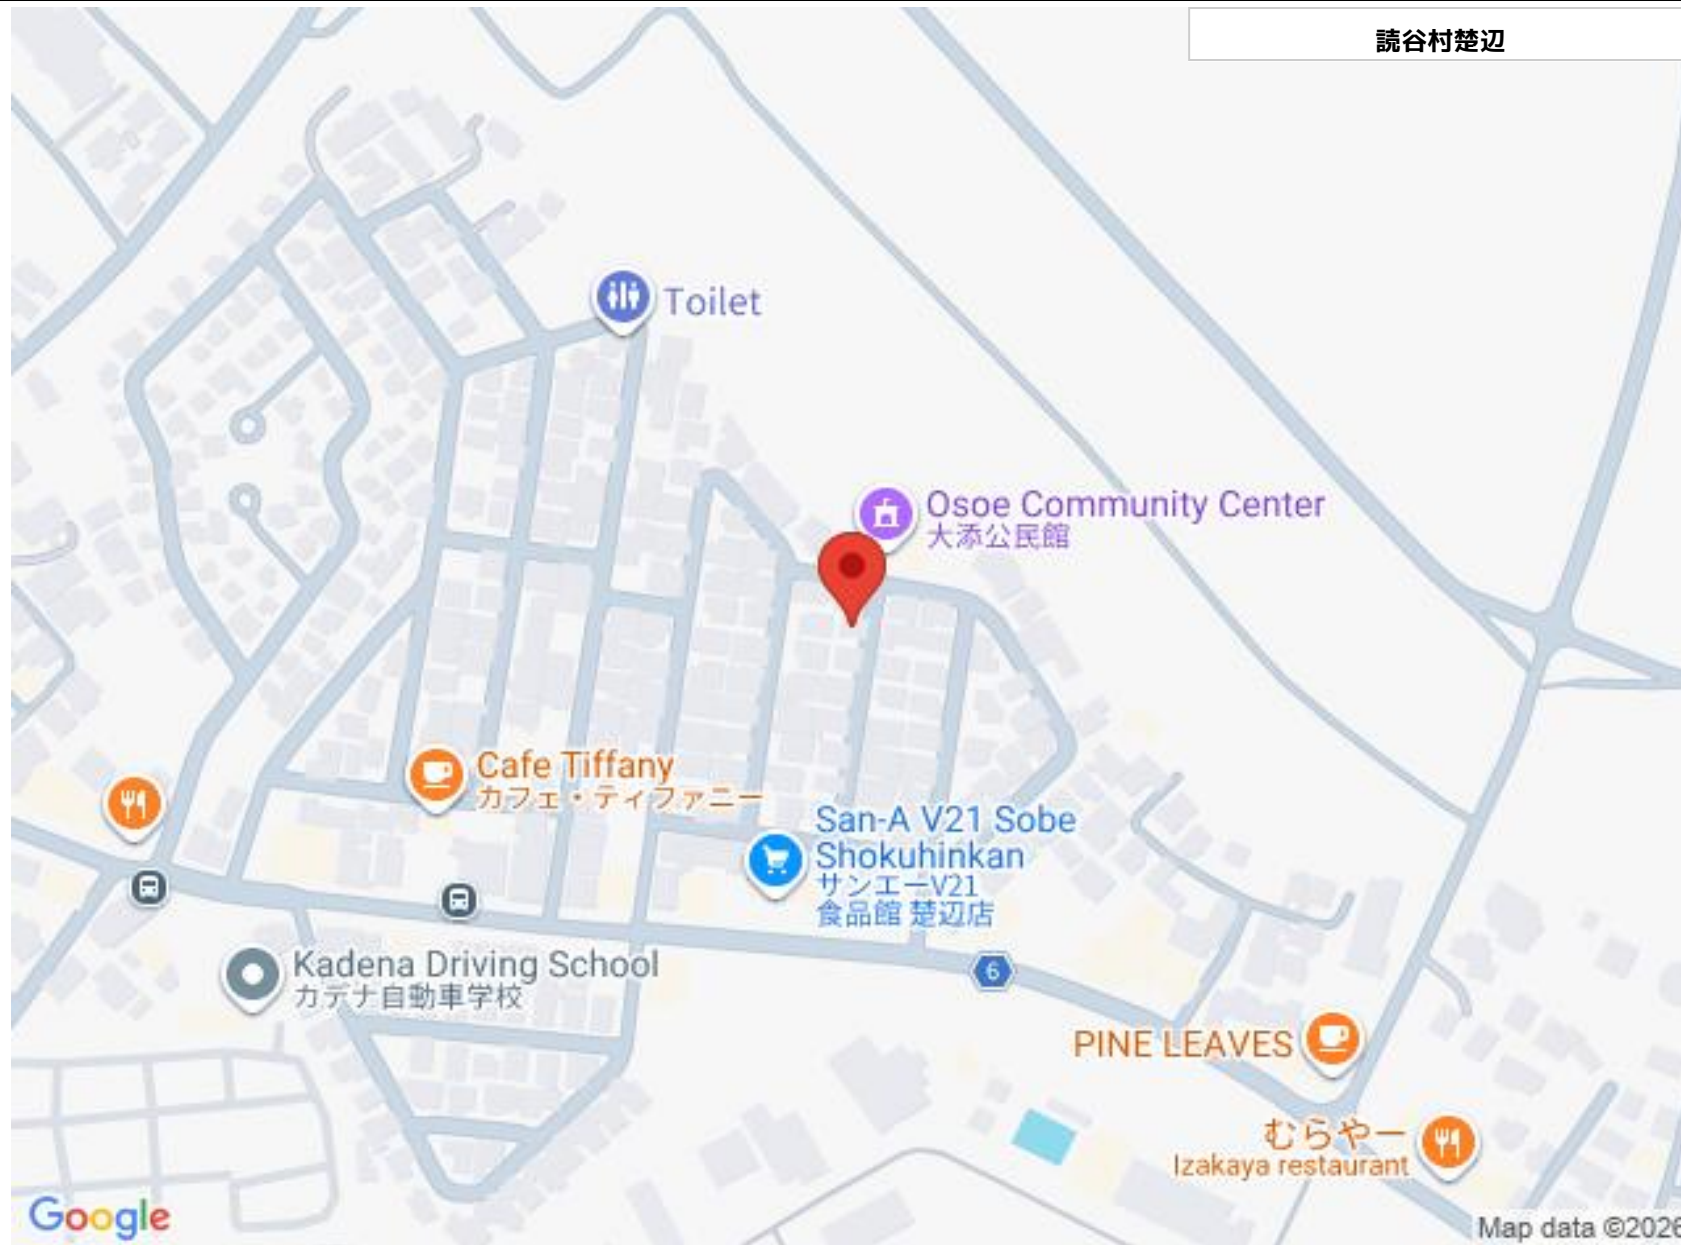 読谷村楚辺
Toilet
Osoe Community Center
大添公民館
Cafe Tiffany
カフェ・ティファニー
San-A V21 Sobe
Shokuhinkan
サンエーV21
食品館 楚辺店
Kadena Driving School
カデナ自動車学校
6
PINE LEAVES
むらやー
Izakaya restaurant
Google
Map data ©2026